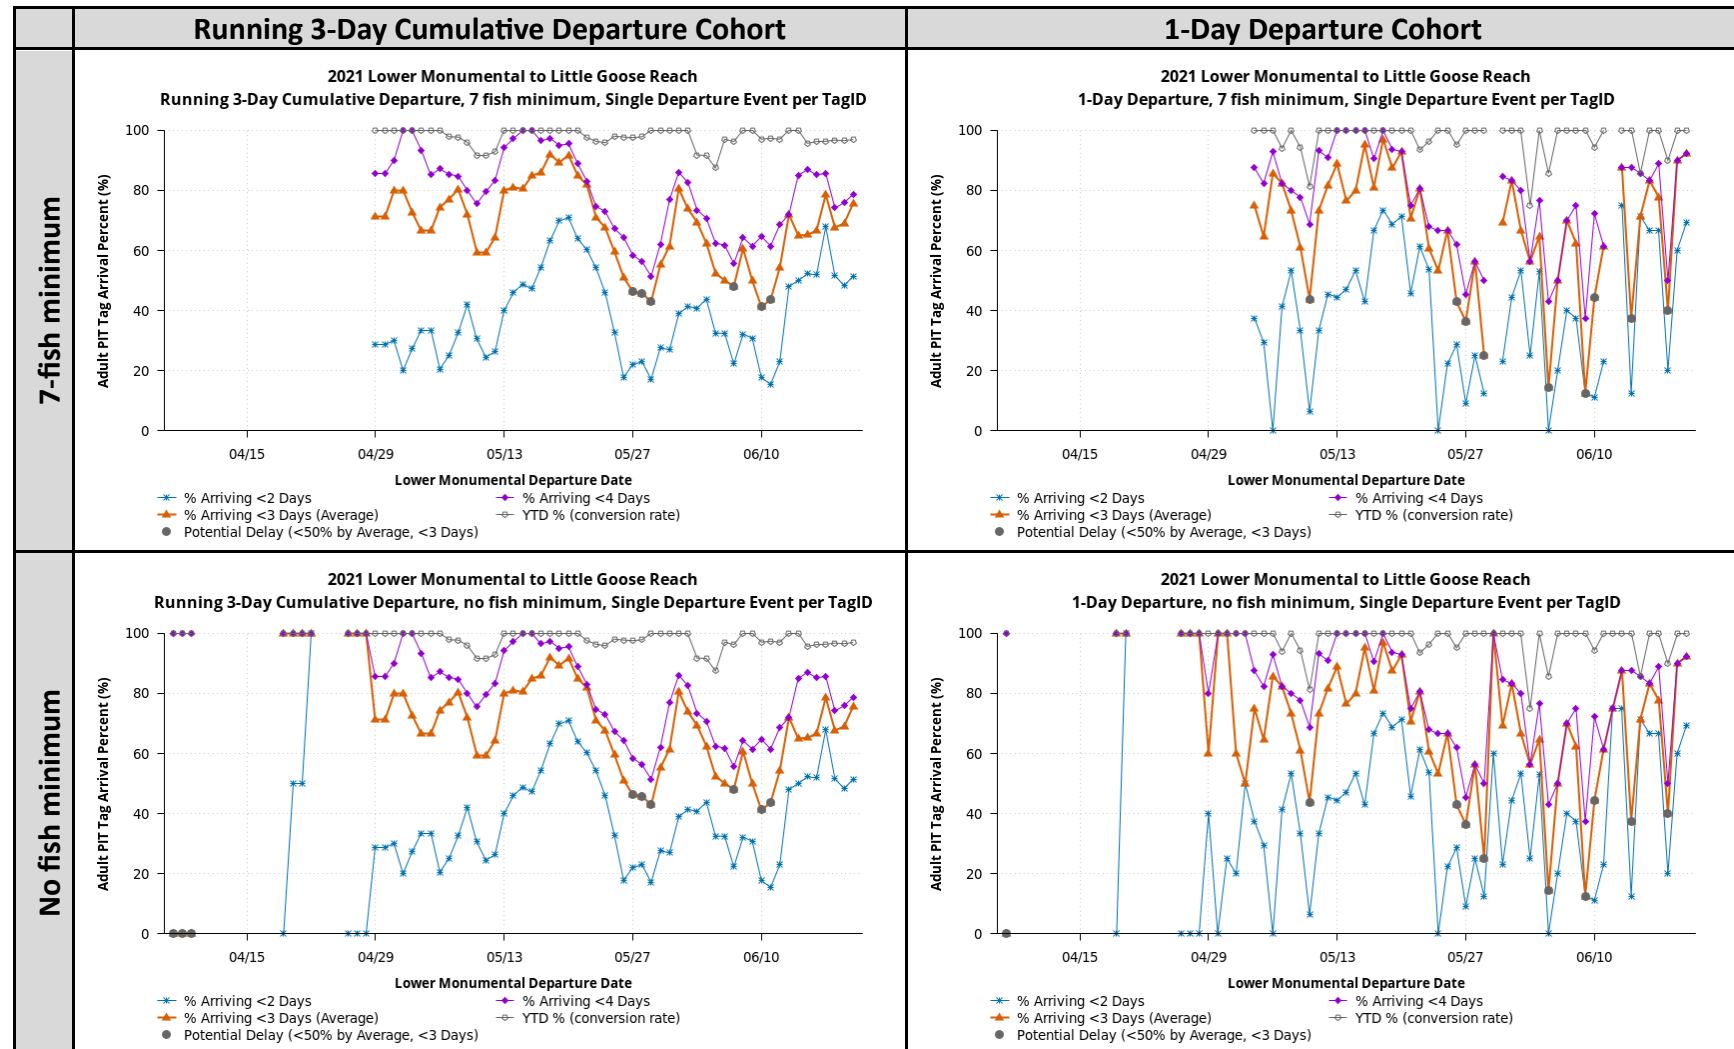 Running 3-Day Cumulative Departure Cohort
1-Day Departure Cohort
7-fish minimum
2021 Lower Monumental to Little Goose Reach
Running 3-Day Cumulative Departure, 7 fish minimum, Single Departure Event per TagID
Adult PIT Tag Arrival Percent (%)
100
80
60
40
20
0
04/15 04/29 05/13 05/27 06/10
Lower Monumental Departure Date
% Arriving <2 Days
% Arriving <4 Days
% Arriving <3 Days (Average)
YTD % (conversion rate)
Potential Delay (<50% by Average, <3 Days)
2021 Lower Monumental to Little Goose Reach
1-Day Departure, 7 fish minimum, Single Departure Event per TagID
Adult PIT Tag Arrival Percent (%)
100
80
60
40
20
0
04/15 04/29 05/13 05/27 06/10
Lower Monumental Departure Date
% Arriving <2 Days
% Arriving <4 Days
% Arriving <3 Days (Average)
YTD % (conversion rate)
Potential Delay (<50% by Average, <3 Days)
No fish minimum
2021 Lower Monumental to Little Goose Reach
Running 3-Day Cumulative Departure, no fish minimum, Single Departure Event per TagID
Adult PIT Tag Arrival Percent (%)
100
80
60
40
20
0
04/15 04/29 05/13 05/27 06/10
Lower Monumental Departure Date
% Arriving <2 Days
% Arriving <4 Days
% Arriving <3 Days (Average)
YTD % (conversion rate)
Potential Delay (<50% by Average, <3 Days)
2021 Lower Monumental to Little Goose Reach
1-Day Departure, no fish minimum, Single Departure Event per TagID
Adult PIT Tag Arrival Percent (%)
100
80
60
40
20
0
04/15 04/29 05/13 05/27 06/10
Lower Monumental Departure Date
% Arriving <2 Days
% Arriving <4 Days
% Arriving <3 Days (Average)
YTD % (conversion rate)
Potential Delay (<50% by Average, <3 Days)